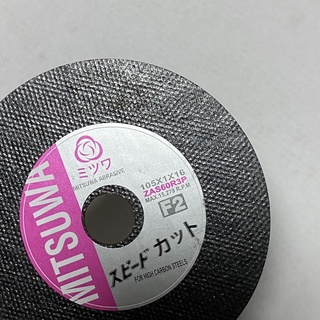 MITSUWA
ミツワ
MITSUWA ABRASIVE
105X1X16
ZAS60R3P
MAX.15,279 R.P.M
F2
スピード カット
FOR HIGH CARBON STEELS